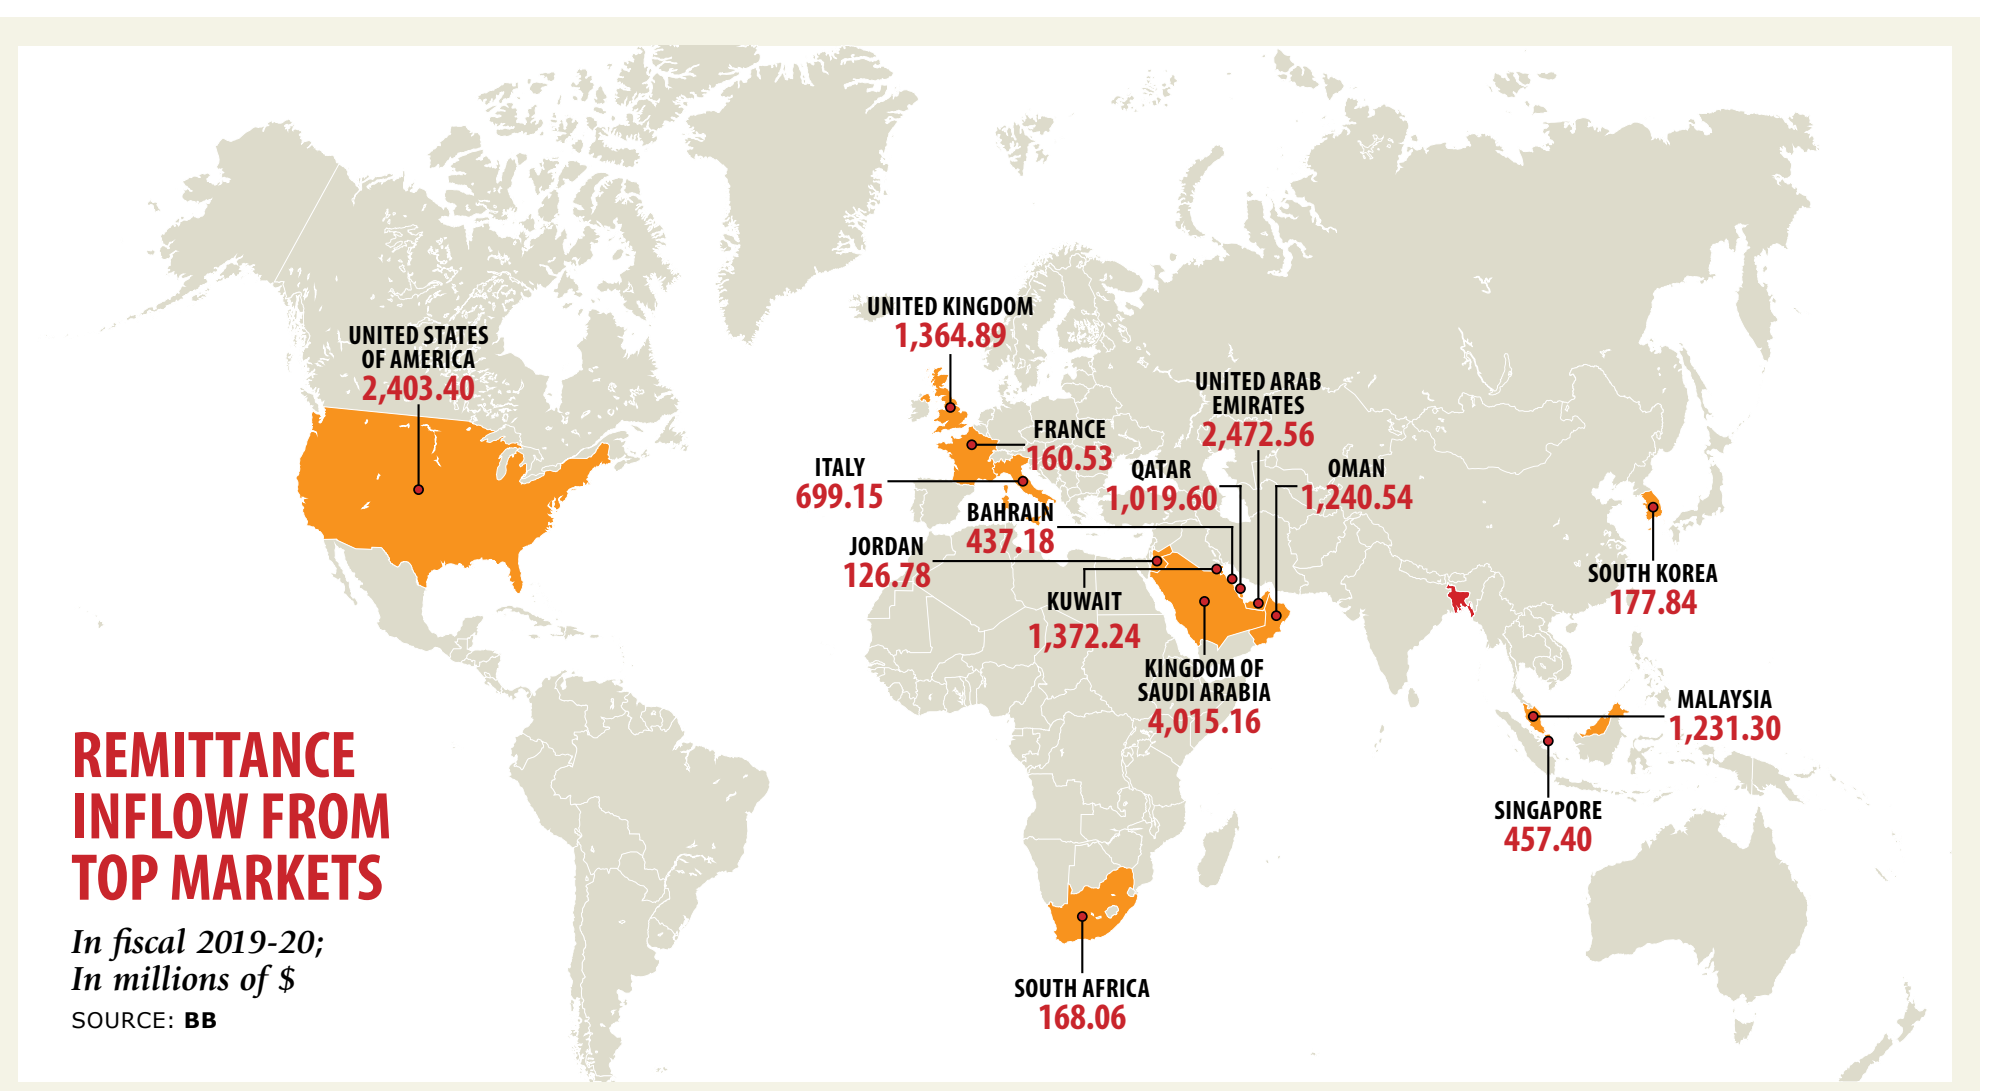 UNITED KINGDOM
1,364.89
UNITED STATES
OF AMERICA
2,403.40
UNITED ARAB
EMIRATES
2,472.56
FRANCE
160.53
ITALY
699.15
QATAR
1,019.60
OMAN
1,240.54
BAHRAIN
437.18
JORDAN
126.78
KUWAIT
1,372.24
SOUTH KOREA
177.84
KINGDOM OF
SAUDI ARABIA
4,015.16
MALAYSIA
1,231.30
SINGAPORE
457.40
SOUTH AFRICA
168.06
REMITTANCE
INFLOW FROM
TOP MARKETS
In fiscal 2019-20;
In millions of $
SOURCE: BB